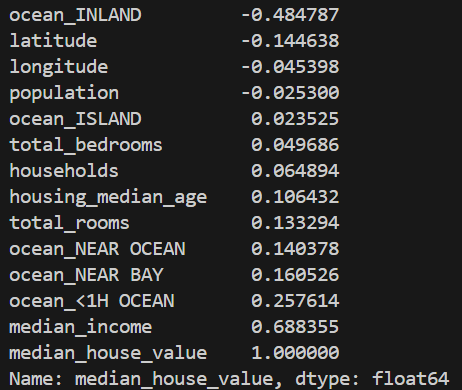 ocean_INLAND -0.484787
latitude -0.144638
longitude -0.045398
population -0.025300
ocean_ISLAND 0.023525
total_bedrooms 0.049686
households 0.064894
housing_median_age 0.106432
total_rooms 0.133294
ocean_NEAR OCEAN 0.140378
ocean_NEAR BAY 0.160526
ocean_<1H OCEAN 0.257614
median_income 0.688355
median_house_value 1.000000
Name: median_house_value, dtype: float64